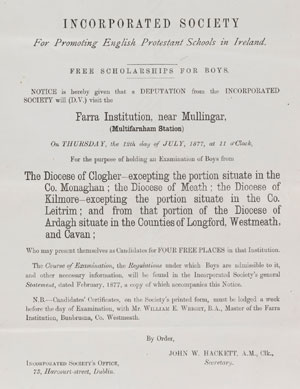 INCORPORATED SOCIETY
For Promoting English Protestant Schools in Ireland.
FREE SCHOLARSHIPS FOR BOYS.
NOTICE is hereby given that a DEPUTATION from the INCORPORATED
SOCIETY will (D.V.) visit the
Farra Institution, near Mullingar,
(Multifarnham Station)
On THURSDAY, the 12th day of JULY, 1877, at 11 o'Clock,
For the purpose of holding an Examination of Boys from
The Diocese of Clogher—excepting the portion situate in the
Co. Monaghan; the Diocese of Meath; the Diocese of
Kilmore—excepting the portion situate in the Co.
Leitrim; and from that portion of the Diocese of
Ardagh situate in the Counties of Longford, Westmeath,
and Cavan;
Who may present themselves as Candidates for FOUR FREE PLACES in that Institution.
The Course of Examination, the Regulations under which Boys are admissible to it,
and other necessary information, will be found in the Incorporated Society's general
Statement, dated February, 1877, a copy of which accompanies this Notice.
N.B.—Candidates' Certificates, on the Society's printed form, must be lodged a week
before the day of Examination, with Mr. WILLIAM E. WRIGHT, B.A., Master of the Farra
Institution, Bunbrusna, Co. Westmeath.
By Order,
JOHN W. HACKETT, A.M., Clk.,
Secretary.
INCORPORATED SOCIETY'S OFFICE,
73, Harcourt-street, Dublin.